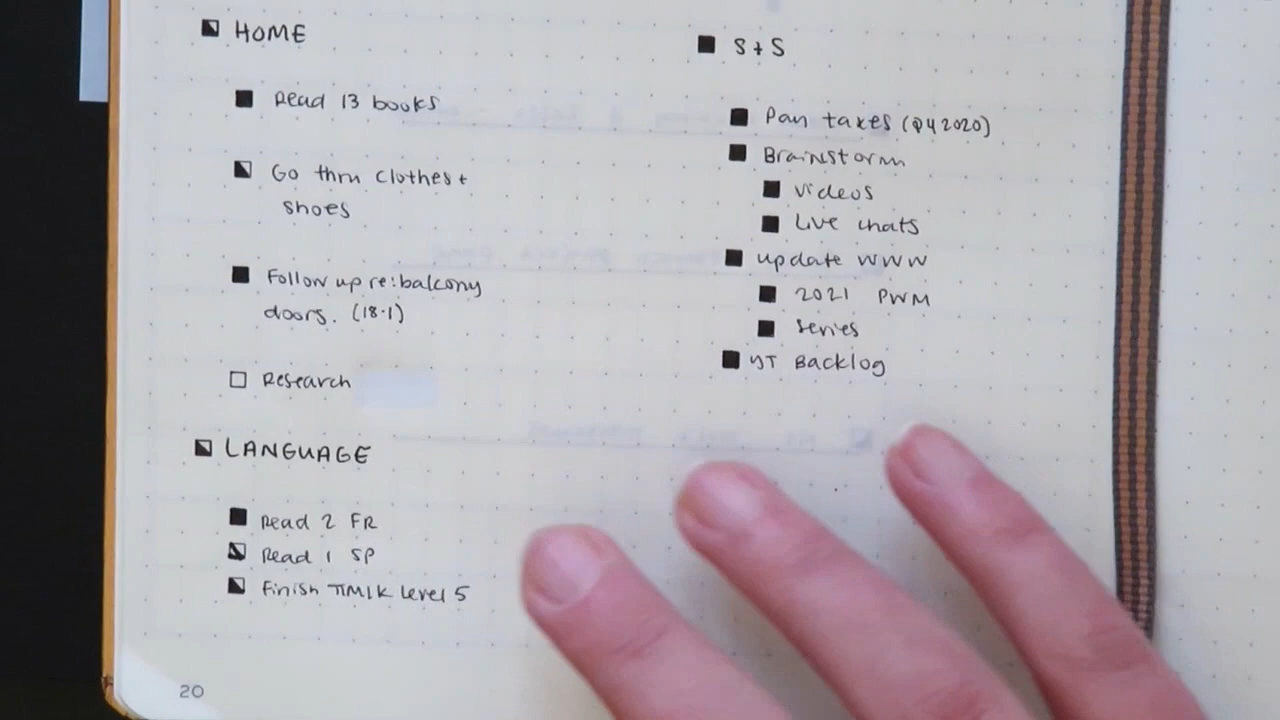 HOME
Read 13 books
Go thru clothes +
shoes
Follow up re: balcony
doors. (18.1)
Research
LANGUAGE
Read 2 FR
Read 1 SP
Finish TTMIK Level 5
S + S
Pan taxes (Q4 2020)
Brainstorm
videos
Live chats
update WWW
2021 PWM
series
YT Backlog
20